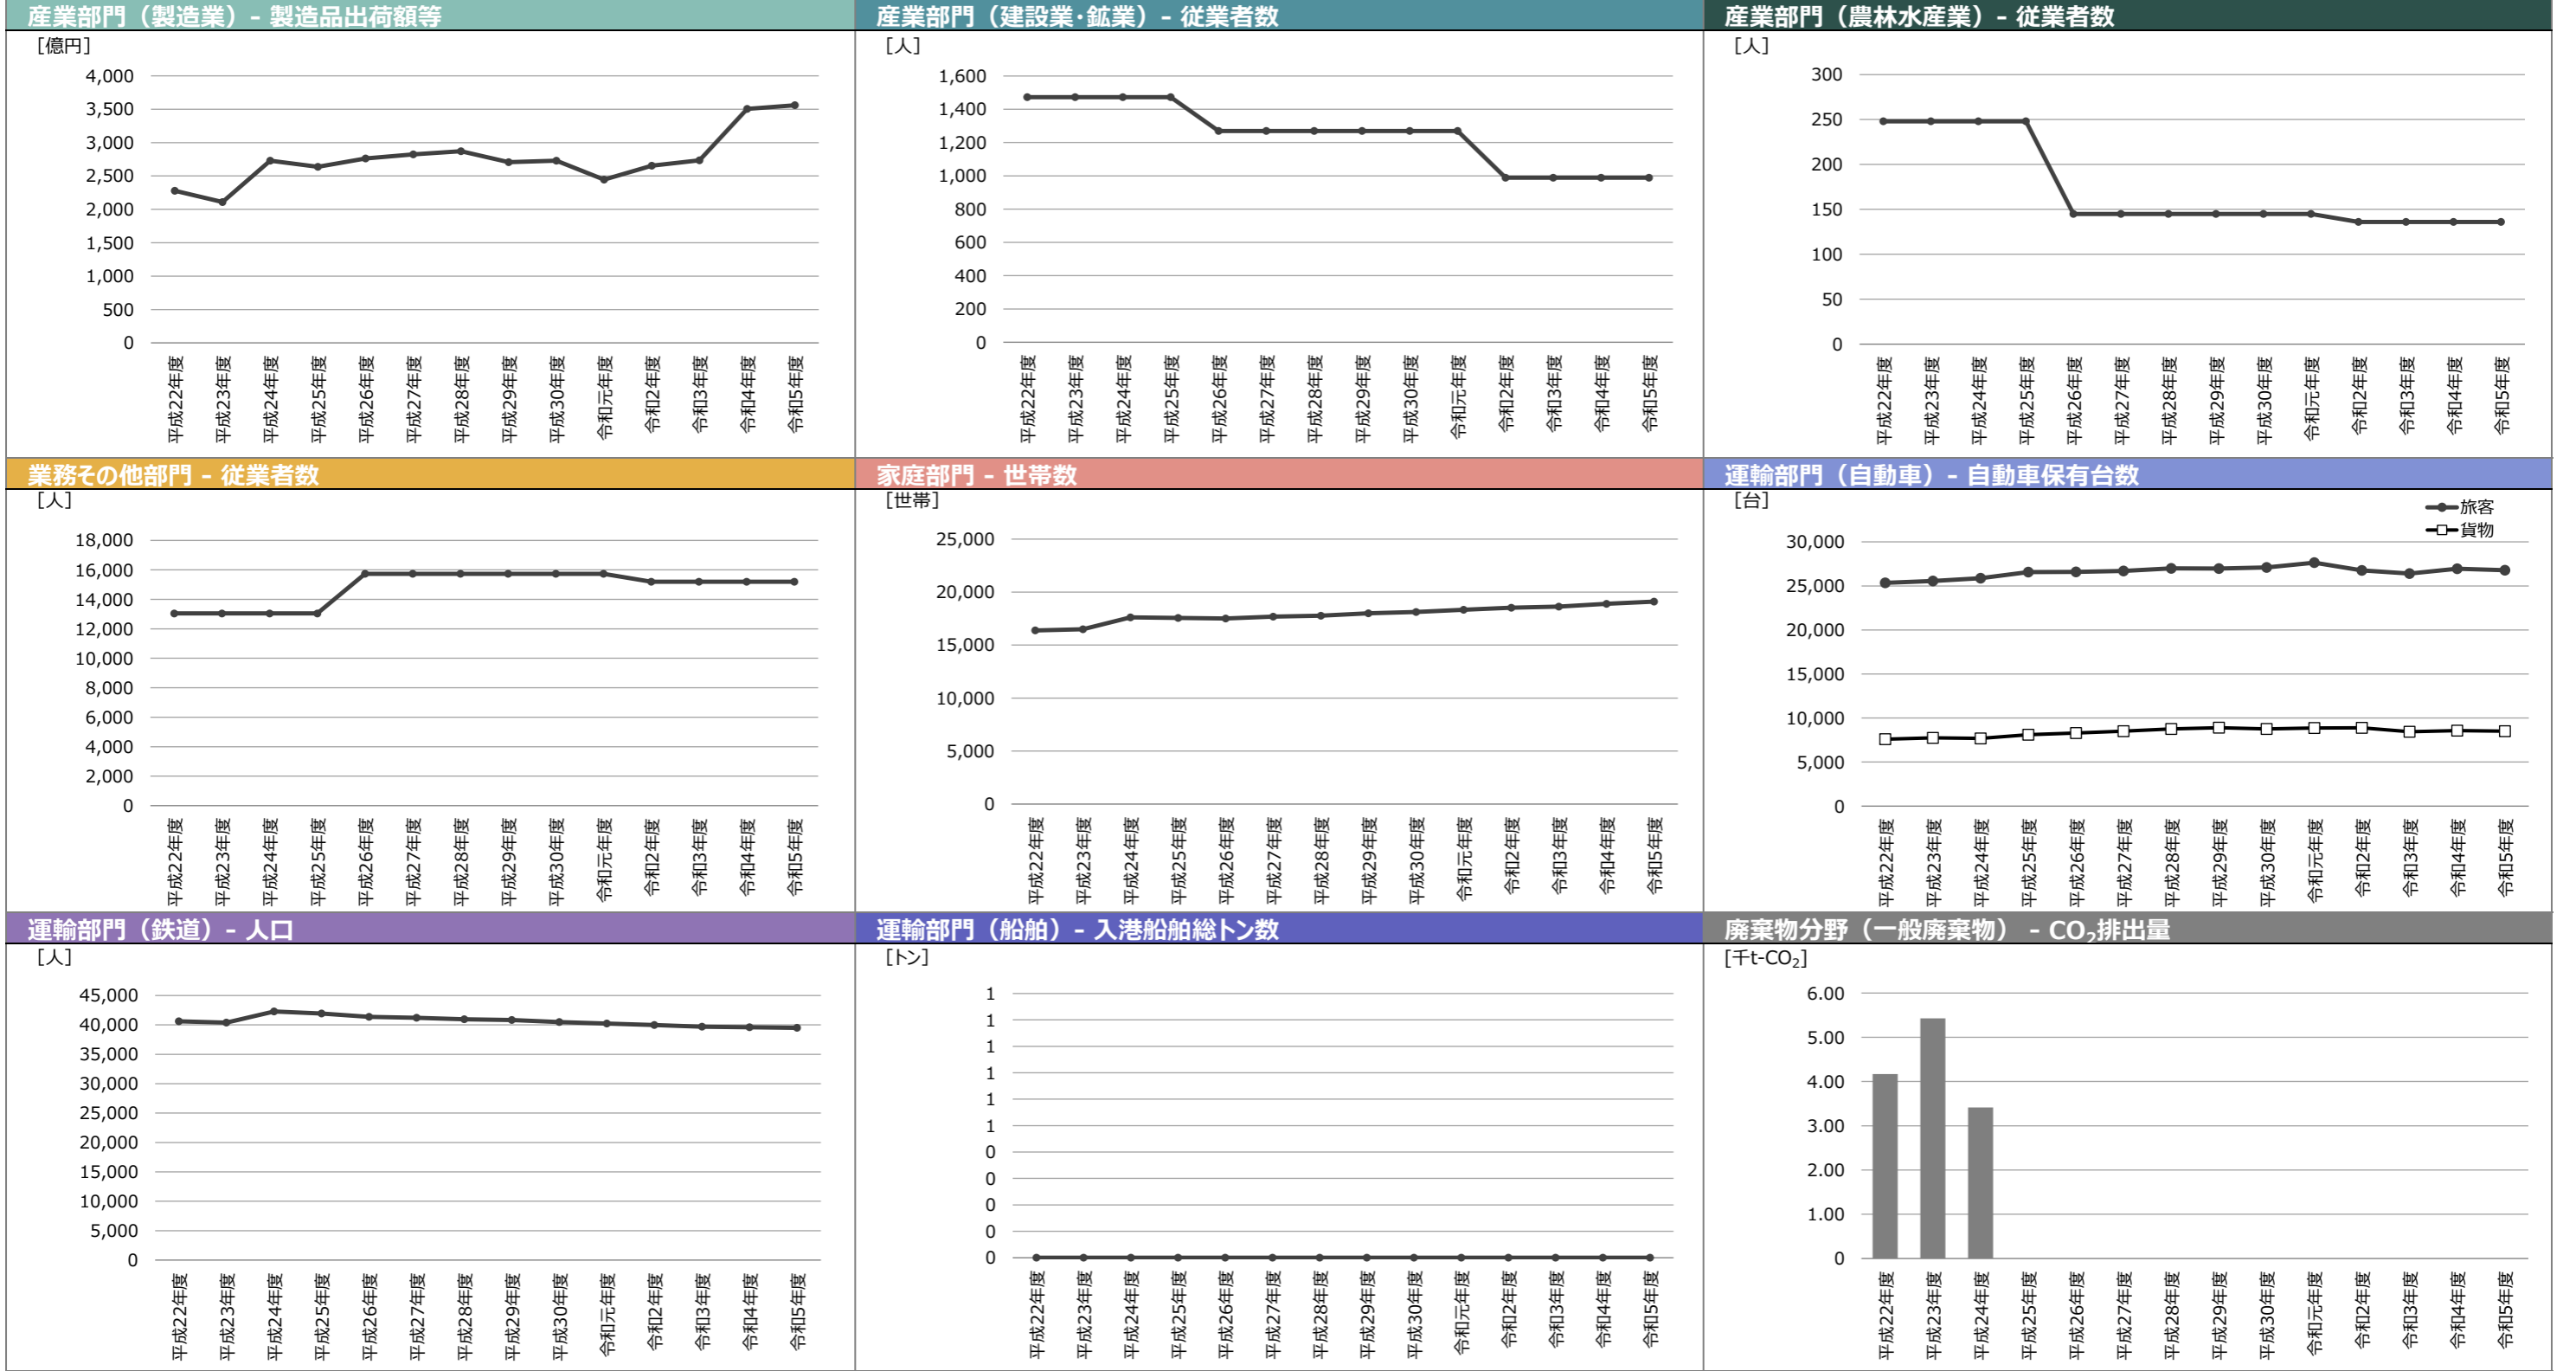 産業部門（製造業）- 製造品出荷額等
[億円]
4,000
3,500
3,000
2,500
2,000
1,500
1,000
500
0
平成22年度
平成23年度
平成24年度
平成25年度
平成26年度
平成27年度
平成28年度
平成29年度
平成30年度
令和元年度
令和2年度
令和3年度
令和4年度
令和5年度
産業部門（建設業・鉱業）- 従業者数
[人]
1,600
1,400
1,200
1,000
800
600
400
200
0
平成22年度
平成23年度
平成24年度
平成25年度
平成26年度
平成27年度
平成28年度
平成29年度
平成30年度
令和元年度
令和2年度
令和3年度
令和4年度
令和5年度
産業部門（農林水産業）- 従業者数
[人]
300
250
200
150
100
50
0
平成22年度
平成23年度
平成24年度
平成25年度
平成26年度
平成27年度
平成28年度
平成29年度
平成30年度
令和元年度
令和2年度
令和3年度
令和4年度
令和5年度
業務その他部門 - 従業者数
[人]
18,000
16,000
14,000
12,000
10,000
8,000
6,000
4,000
2,000
0
平成22年度
平成23年度
平成24年度
平成25年度
平成26年度
平成27年度
平成28年度
平成29年度
平成30年度
令和元年度
令和2年度
令和3年度
令和4年度
令和5年度
家庭部門 - 世帯数
[世帯]
25,000
20,000
15,000
10,000
5,000
0
平成22年度
平成23年度
平成24年度
平成25年度
平成26年度
平成27年度
平成28年度
平成29年度
平成30年度
令和元年度
令和2年度
令和3年度
令和4年度
令和5年度
運輸部門（自動車）- 自動車保有台数
[台]
旅客
貨物
30,000
25,000
20,000
15,000
10,000
5,000
0
平成22年度
平成23年度
平成24年度
平成25年度
平成26年度
平成27年度
平成28年度
平成29年度
平成30年度
令和元年度
令和2年度
令和3年度
令和4年度
令和5年度
運輸部門（鉄道）- 人口
[人]
45,000
40,000
35,000
30,000
25,000
20,000
15,000
10,000
5,000
0
平成22年度
平成23年度
平成24年度
平成25年度
平成26年度
平成27年度
平成28年度
平成29年度
平成30年度
令和元年度
令和2年度
令和3年度
令和4年度
令和5年度
運輸部門（船舶）- 入港船舶総トン数
[トン]
1
1
1
1
1
1
0
0
0
0
0
平成22年度
平成23年度
平成24年度
平成25年度
平成26年度
平成27年度
平成28年度
平成29年度
平成30年度
令和元年度
令和2年度
令和3年度
令和4年度
令和5年度
廃棄物分野（一般廃棄物） - CO₂排出量
[千t-CO₂]
6.00
5.00
4.00
3.00
2.00
1.00
0
平成22年度
平成23年度
平成24年度
平成25年度
平成26年度
平成27年度
平成28年度
平成29年度
平成30年度
令和元年度
令和2年度
令和3年度
令和4年度
令和5年度